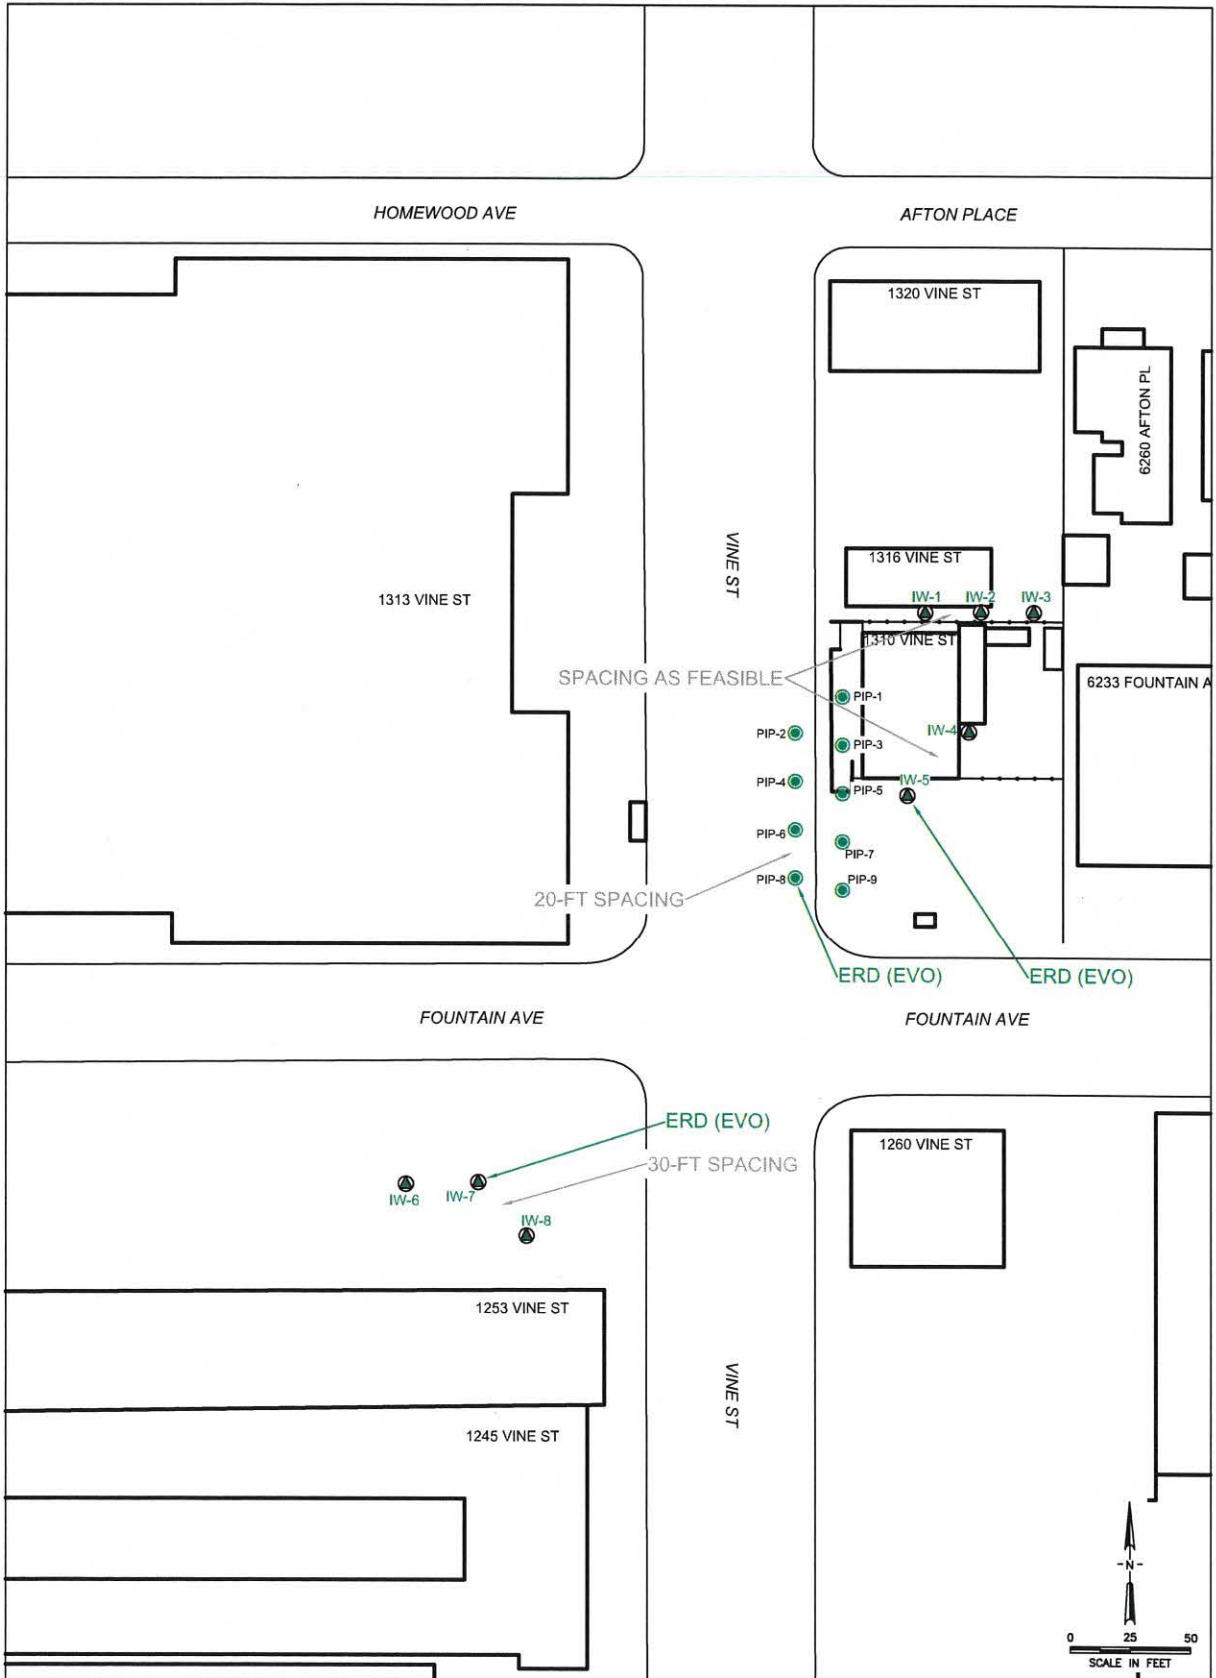 HOMEWOOD AVE
AFTON PLACE
1320 VINE ST
6260 AFTON PL
VINE ST
1316 VINE ST
1313 VINE ST
IW-1
IW-2
IW-3
1310 VINE ST
SPACING AS FEASIBLE
6233 FOUNTAIN A
PIP-1
PIP-2
IW-4
PIP-3
PIP-4
IW-5
PIP-5
PIP-6
PIP-7
PIP-8
PIP-9
20-FT SPACING
ERD (EVO)
ERD (EVO)
FOUNTAIN AVE
FOUNTAIN AVE
ERD (EVO)
1260 VINE ST
30-FT SPACING
IW-6
IW-7
IW-8
1253 VINE ST
VINE ST
1245 VINE ST
-N-
0 25 50
SCALE IN FEET